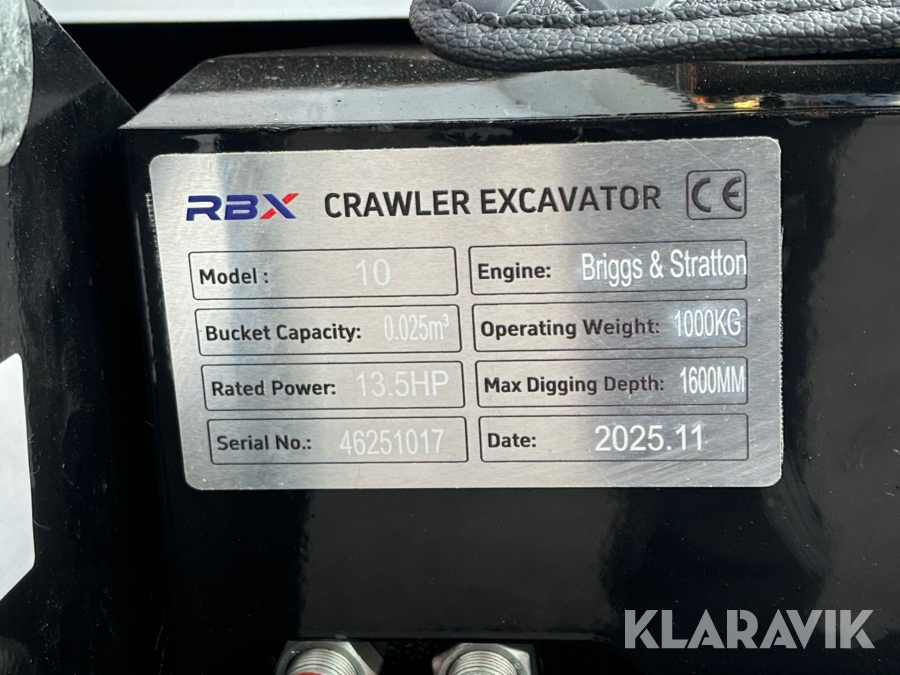 RBX CRAWLER EXCAVATOR CE
Model : 10
Engine: Briggs & Stratton
Bucket Capacity: 0.025m³
Operating Weight: 1000KG
Rated Power: 13.5HP
Max Digging Depth: 1600MM
Serial No.: 46251017
Date: 2025.11
KLARAVIK